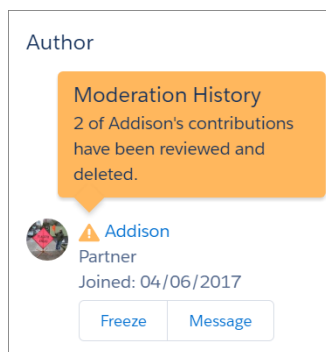 Author
Moderation History
2 of Addison's contributions
have been reviewed and
deleted.
Addison
Partner
Joined: 04/06/2017
Freeze
Message